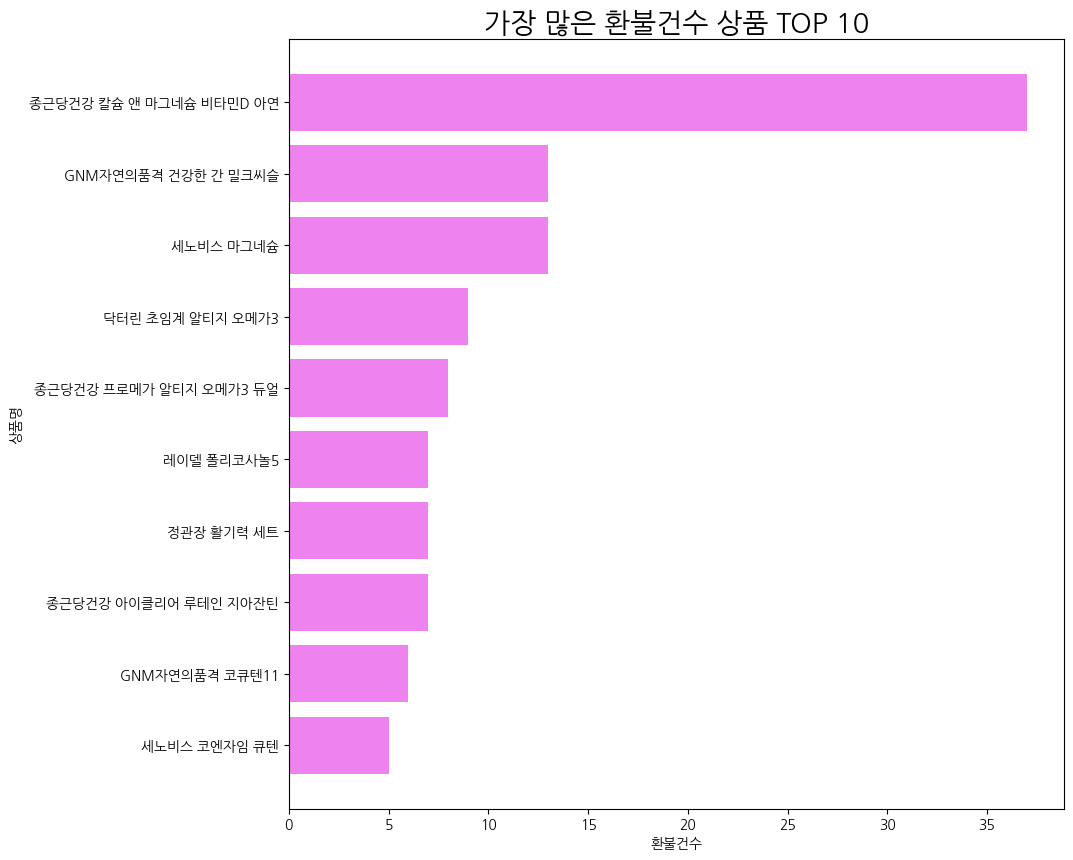 가장 많은 환불건수 상품 TOP 10
종근당건강 칼슘 앤 마그네슘 비타민D 아연
GNM자연의품격 건강한 간 밀크씨슬
세노비스 마그네슘
닥터린 초임계 알티지 오메가3
종근당건강 프로메가 알티지 오메가3 듀얼
레이델 폴리코사놀5
정관장 활기력 세트
종근당건강 아이클리어 루테인 지아잔틴
GNM자연의품격 코큐텐11
세노비스 코엔자임 큐텐
상품명
0 5 10 15 20 25 30 35
환불건수